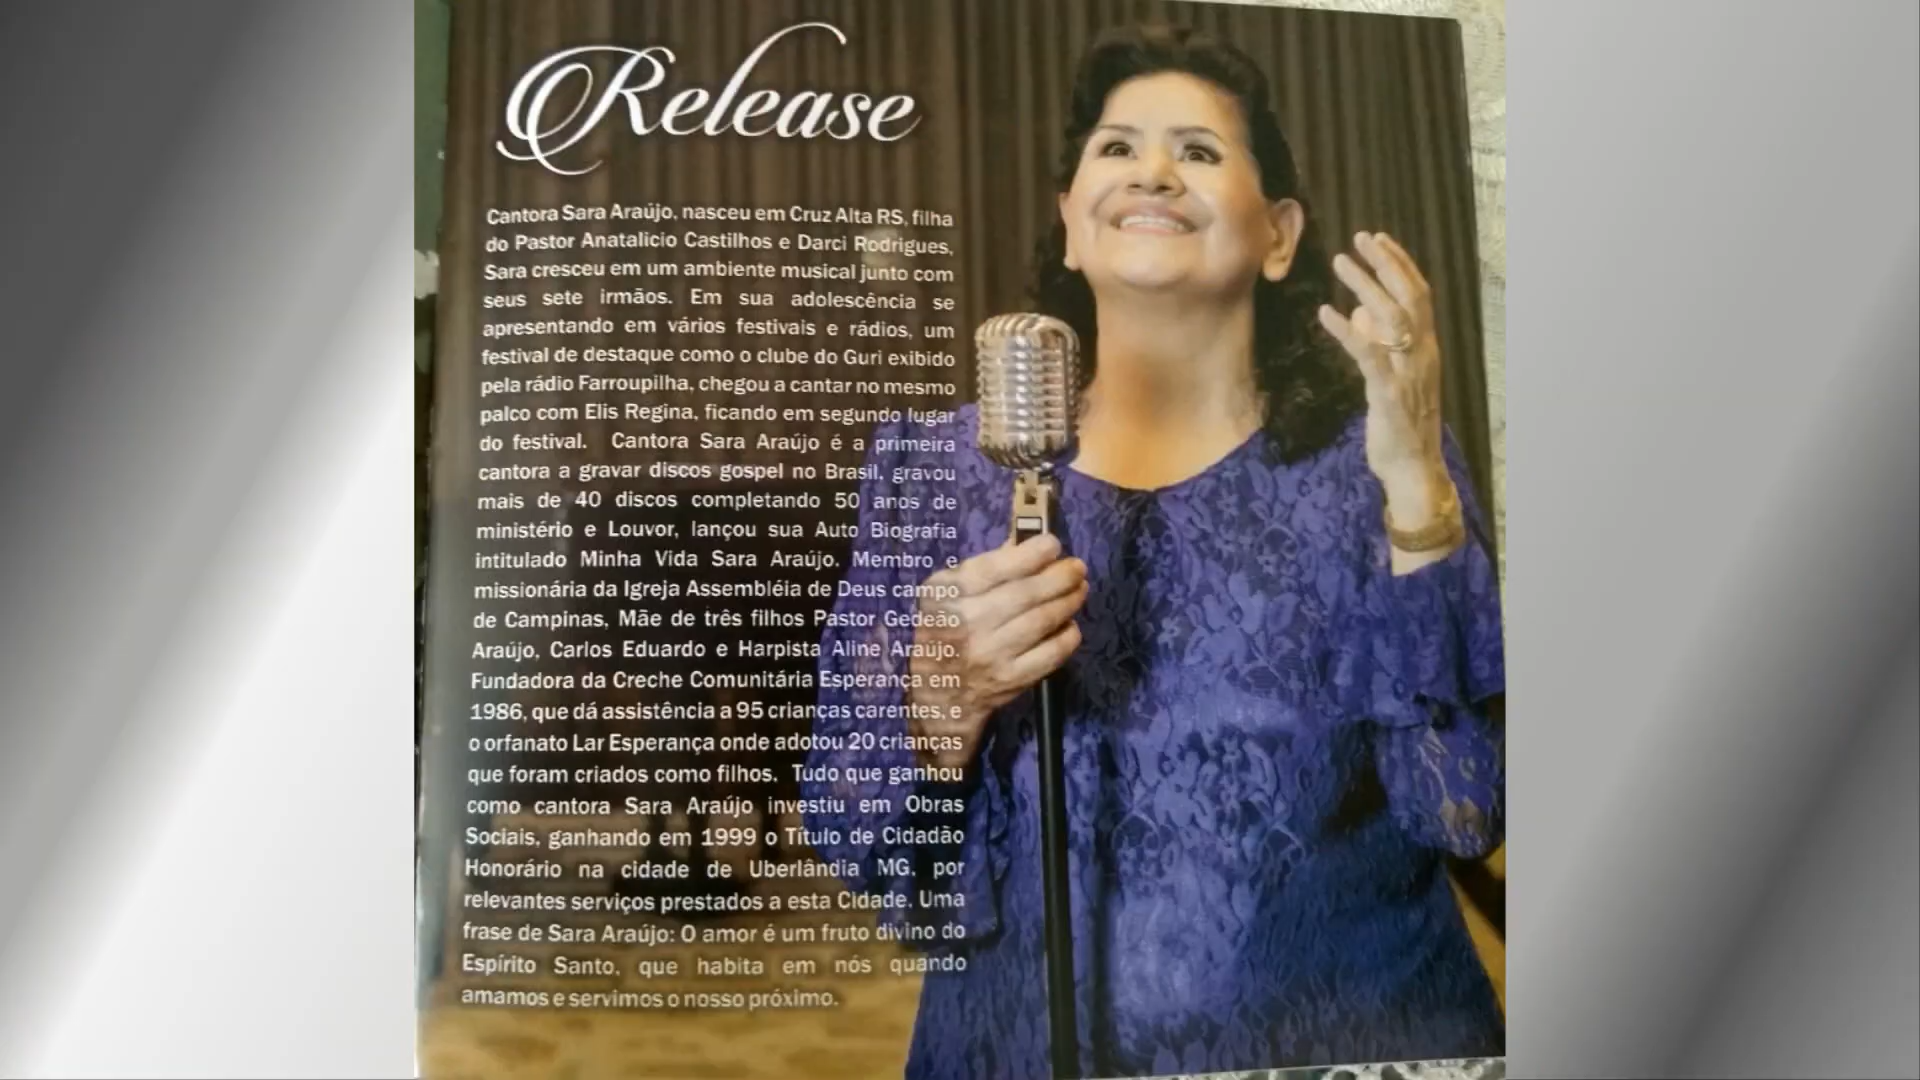 Release
Cantora Sara Araújo, nasceu em Cruz Alta RS, filha
do Pastor Anatalicio Castilhos e Darci Rodrigues,
Sara cresceu em um ambiente musical junto com
seus sete irmãos. Em sua adolescência se
apresentando em vários festivais e rádios, um
festival de destaque como o clube do Guri exibido
pela rádio Farroupilha, chegou a cantar no mesmo
palco com Elis Regina, ficando em segundo lugar
do festival. Cantora Sara Araújo é a primeira
cantora a gravar discos gospel no Brasil, gravou
mais de 40 discos completando 50 anos de
ministério e Louvor, lançou sua Auto Biografia
intitulado Minha Vida Sara Araújo. Membro e
missionária da Igreja Assembléia de Deus campo
de Campinas, Mãe de três filhos Pastor Gedeão
Araújo, Carlos Eduardo e Harpista Aline Araújo.
Fundadora da Creche Comunitária Esperança em
1986, que dá assistência a 95 crianças carentes, e
o orfanato Lar Esperança onde adotou 20 crianças
que foram criados como filhos. Tudo que ganhou
como cantora Sara Araújo investiu em Obras
Sociais, ganhando em 1999 o Título de Cidadão
Honorário na cidade de Uberlândia MG, por
relevantes serviços prestados a esta Cidade. Uma
frase de Sara Araújo: O amor é um fruto divino do
Espírito Santo, que habita em nós quando
amamos e servimos o nosso próximo.